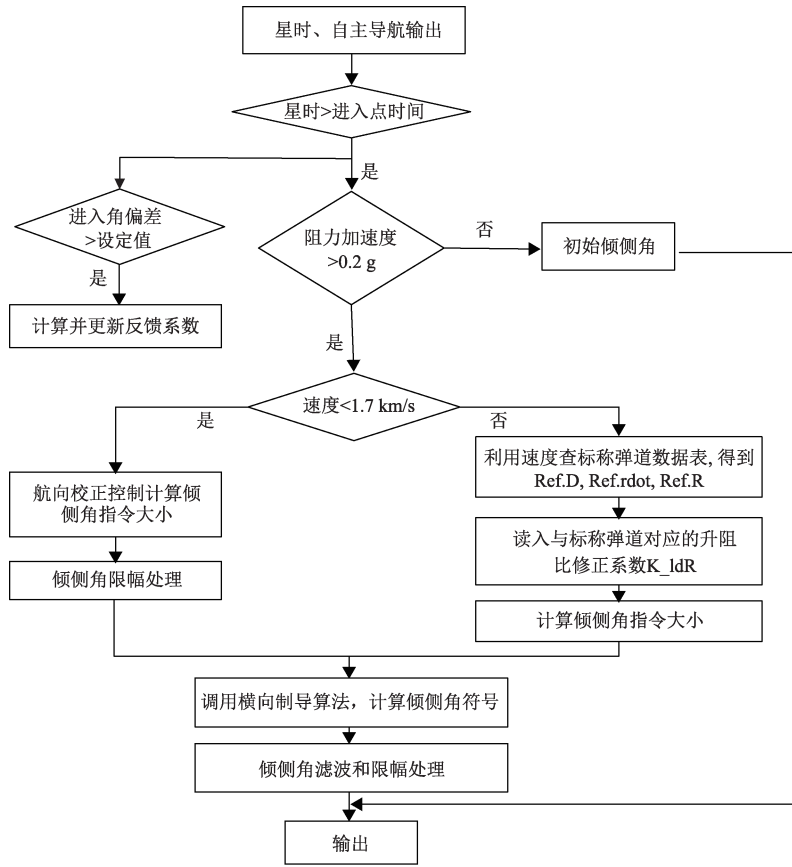 星时、自主导航输出
星时>进入点时间
是
进入角偏差
>设定值
阻力加速度
>0.2 g
否
初始倾侧角
是
计算并更新反馈系数
是
速度<1.7 km/s
是
否
航向校正控制计算倾
侧角指令大小
利用速度查标称弹道数据表, 得到
Ref.D, Ref.rdot, Ref.R
读入与标称弹道对应的升阻
比修正系数K_ldR
倾侧角限幅处理
计算倾侧角指令大小
调用横向制导算法，计算倾侧角符号
倾侧角滤波和限幅处理
输出